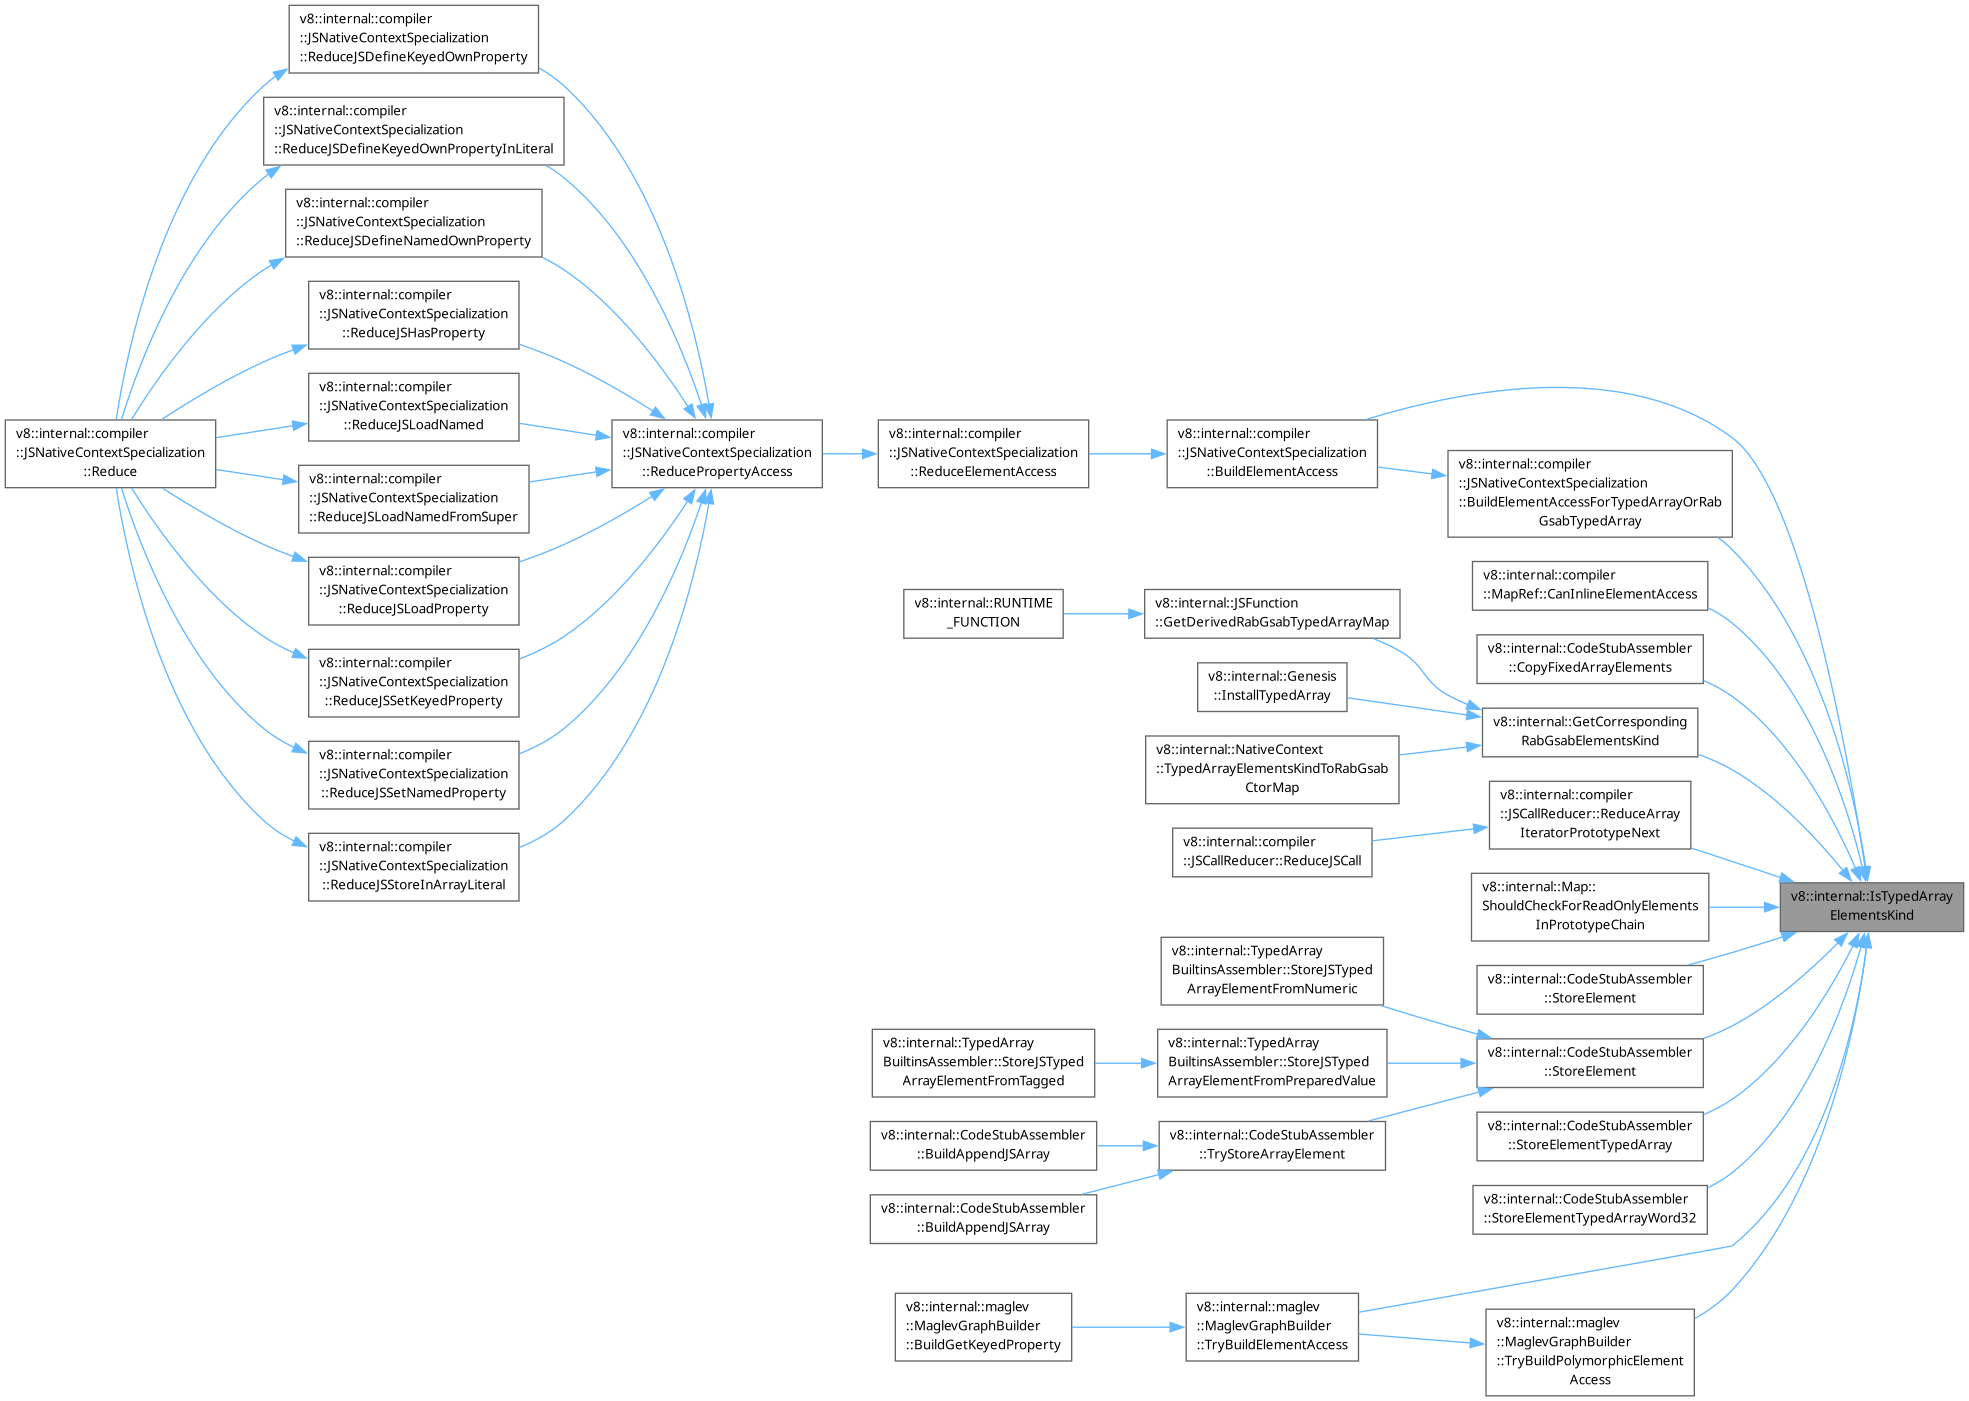 v8::internal::compiler
::JSNativeContextSpecialization
::ReduceJSDefineKeyedOwnProperty
v8::internal::compiler
::JSNativeContextSpecialization
::ReduceJSDefineKeyedOwnPropertyInLiteral
v8::internal::compiler
::JSNativeContextSpecialization
::ReduceJSDefineNamedOwnProperty
v8::internal::compiler
::JSNativeContextSpecialization
::ReduceJSHasProperty
v8::internal::compiler
::JSNativeContextSpecialization
::ReduceJSLoadNamed
v8::internal::compiler
::JSNativeContextSpecialization
::Reduce
v8::internal::compiler
::JSNativeContextSpecialization
::ReduceJSLoadNamedFromSuper
v8::internal::compiler
::JSNativeContextSpecialization
::ReduceJSLoadProperty
v8::internal::compiler
::JSNativeContextSpecialization
::ReduceJSSetKeyedProperty
v8::internal::compiler
::JSNativeContextSpecialization
::ReduceJSSetNamedProperty
v8::internal::compiler
::JSNativeContextSpecialization
::ReduceJSStoreInArrayLiteral
v8::internal::compiler
::JSNativeContextSpecialization
::ReducePropertyAccess
v8::internal::compiler
::JSNativeContextSpecialization
::ReduceElementAccess
v8::internal::compiler
::JSNativeContextSpecialization
::BuildElementAccess
v8::internal::compiler
::JSNativeContextSpecialization
::BuildElementAccessForTypedArrayOrRab
GsabTypedArray
v8::internal::compiler
::MapRef::CanInlineElementAccess
v8::internal::RUNTIME
_FUNCTION
v8::internal::JSFunction
::GetDerivedRabGsabTypedArrayMap
v8::internal::CodeStubAssembler
::CopyFixedArrayElements
v8::internal::Genesis
::InstallTypedArray
v8::internal::GetCorresponding
RabGsabElementsKind
v8::internal::NativeContext
::TypedArrayElementsKindToRabGsab
CtorMap
v8::internal::compiler
::JSCallReducer::ReduceArray
IteratorPrototypeNext
v8::internal::compiler
::JSCallReducer::ReduceJSCall
v8::internal::Map::
ShouldCheckForReadOnlyElements
InPrototypeChain
v8::internal::IsTypedArray
ElementsKind
v8::internal::CodeStubAssembler
::StoreElement
v8::internal::TypedArray
BuiltinsAssembler::StoreJSTyped
ArrayElementFromNumeric
v8::internal::TypedArray
BuiltinsAssembler::StoreJSTyped
ArrayElementFromTagged
v8::internal::TypedArray
BuiltinsAssembler::StoreJSTyped
ArrayElementFromPreparedValue
v8::internal::CodeStubAssembler
::StoreElement
v8::internal::CodeStubAssembler
::BuildAppendJSArray
v8::internal::CodeStubAssembler
::TryStoreArrayElement
v8::internal::CodeStubAssembler
::StoreElementTypedArray
v8::internal::CodeStubAssembler
::BuildAppendJSArray
v8::internal::CodeStubAssembler
::StoreElementTypedArrayWord32
v8::internal::maglev
::MaglevGraphBuilder
::BuildGetKeyedProperty
v8::internal::maglev
::MaglevGraphBuilder
::TryBuildElementAccess
v8::internal::maglev
::MaglevGraphBuilder
::TryBuildPolymorphicElement
Access